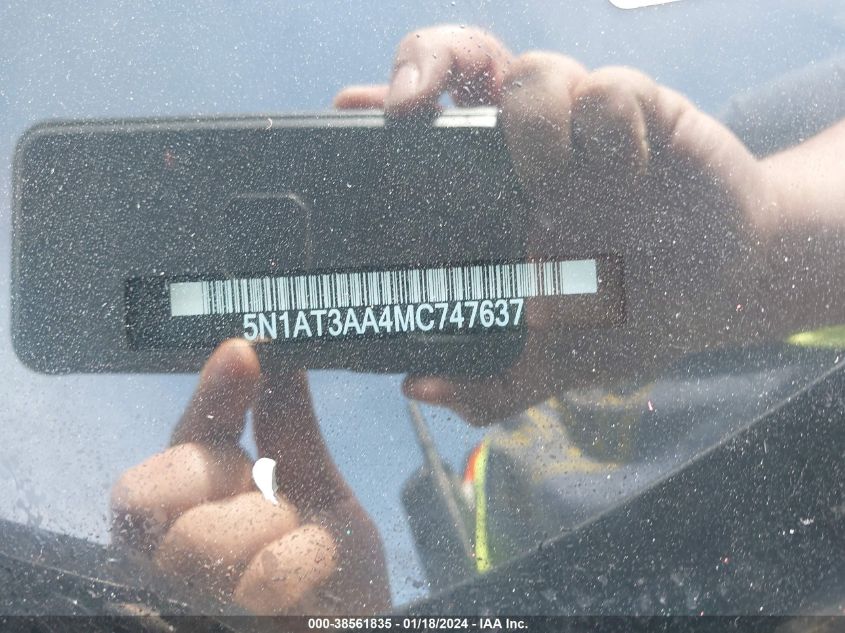 5N1AT3AA4MC747637
000-38561835 - 01/18/2024 - IAA Inc.